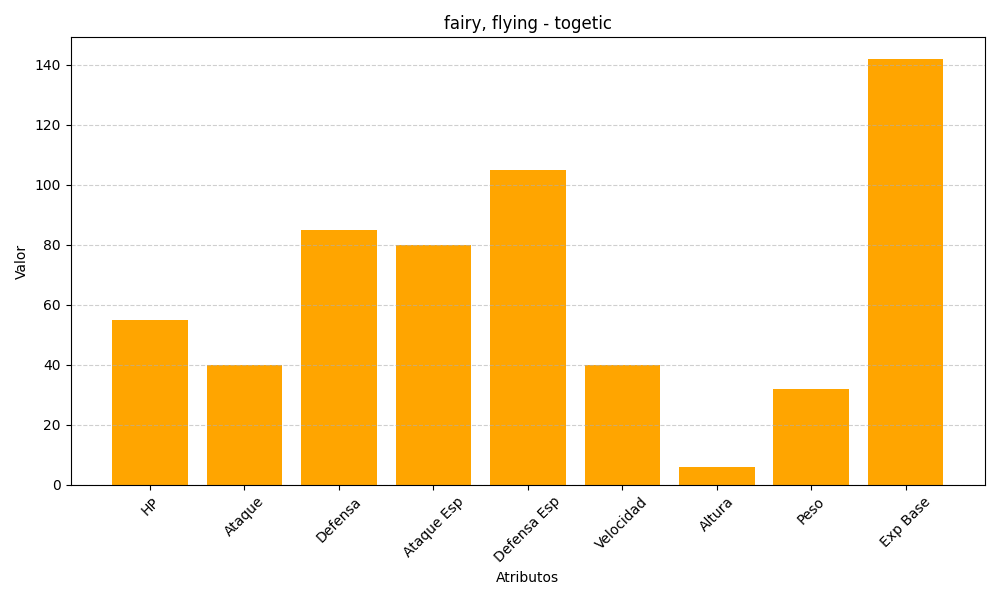 fairy, flying - togetic
Valor
140
120
100
80
60
40
20
0
HP
Ataque
Defensa
Ataque Esp
Defensa Esp
Velocidad
Altura
Peso
Exp Base
Atributos